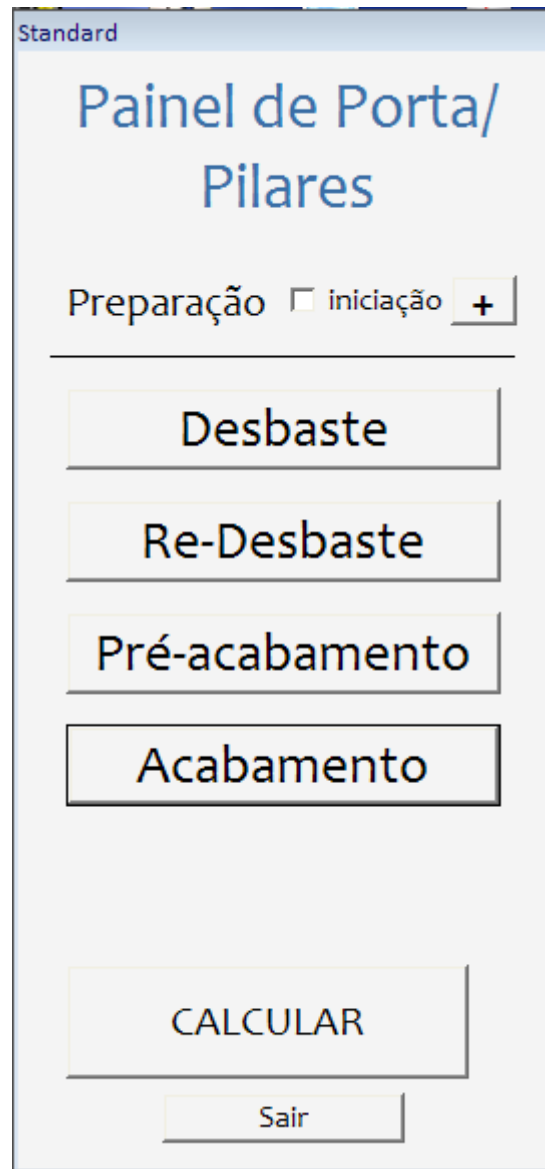 Standard
Painel de Porta/
Pilares
Preparação iniciação +
Desbaste
Re-Desbaste
Pré-acabamento
Acabamento
CALCULAR
Sair